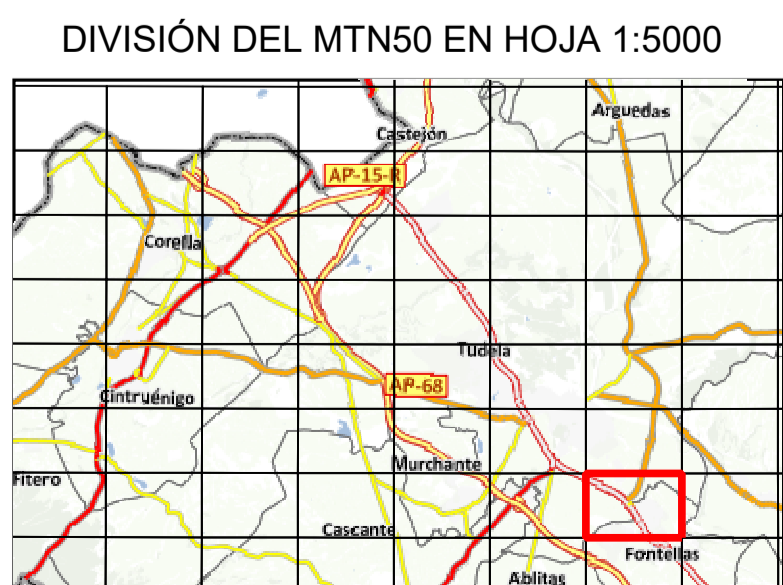 DIVISIÓN DEL MTN50 EN HOJA 1:5000
Arguedas
Castejón
AP-15-R
Corella
Tudela
AP-68
Cintruénigo
Murchante
Fitero
Cascante
Fontellas
Ablitas